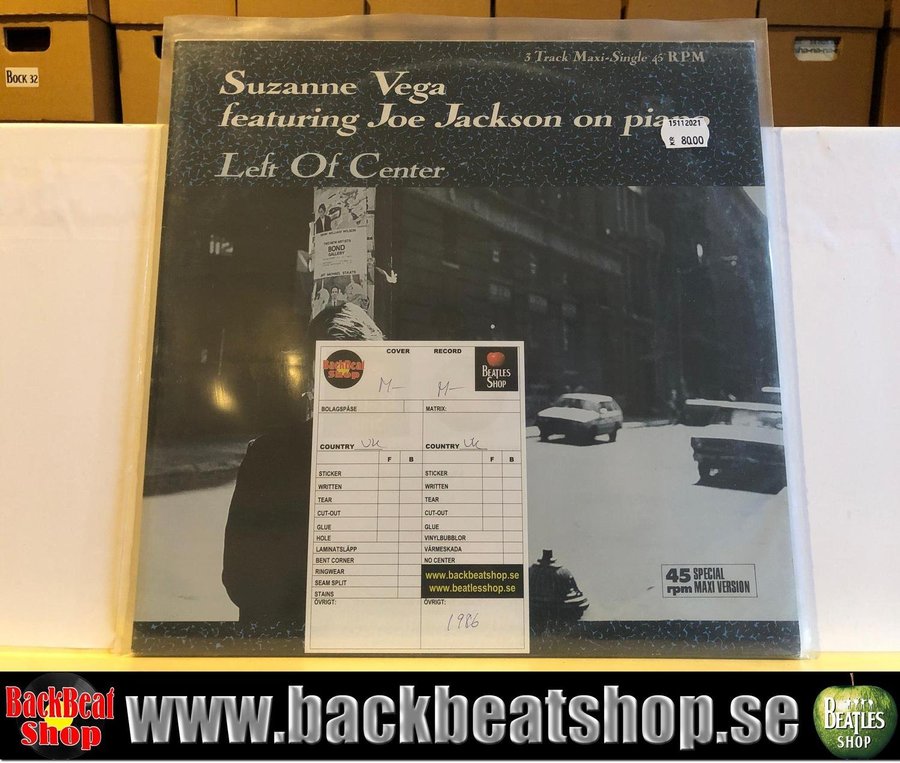 Bock 32
3 Track Maxi-Single 45 RPM
Suzanne Vega
featuring Joe Jackson on piano
15112021
KR 80.00
Left Of Center
BOND
GALLERY
COVER
RECORD
BackBeat
Shop
BEATLES
SHOP
M-
M-
BOLAGSPÅSE
MATRIX:
COUNTRY UK
COUNTRY UK
F B
F B
STICKER
STICKER
WRITTEN
WRITTEN
TEAR
TEAR
CUT-OUT
CUT-OUT
GLUE
GLUE
HOLE
VINYLBUBBLOR
LAMINATSLÄPP
VÄRMESKADA
BENT CORNER
NO CENTER
RINGWEAR
SEAM SPLIT
STAINS
www.backbeatshop.se
www.beatlesshop.se
ÖVRIGT:
ÖVRIGT:
1986
45 rpm SPECIAL
MAXI VERSION
BackBeat
Shop
www.backbeatshop.se
BEATLES
SHOP